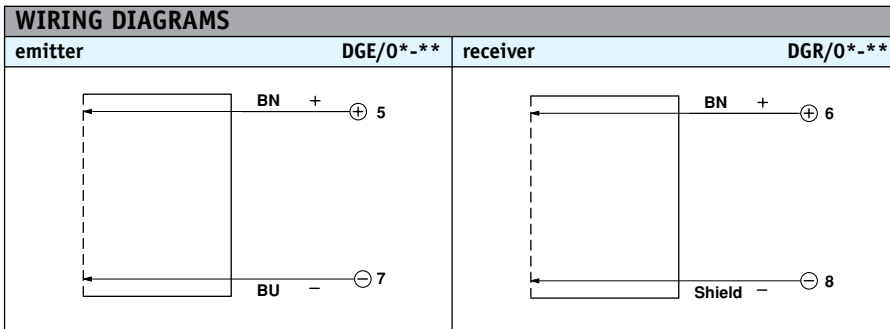 WIRING DIAGRAMS
emitter DGE/0*-** receiver DGR/0*-**
BN + 5
BU − 7
BN + 6
Shield − 8